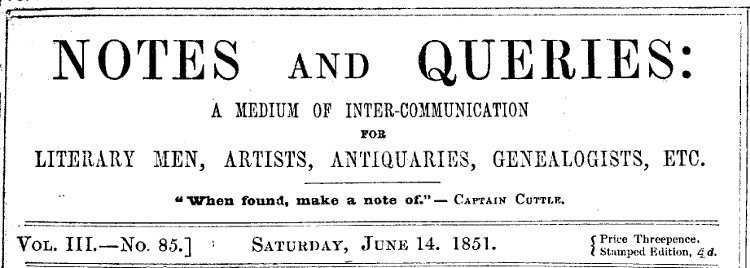 NOTES AND QUERIES:
A MEDIUM OF INTER-COMMUNICATION
FOR
LITERARY MEN, ARTISTS, ANTIQUARIES, GENEALOGISTS, ETC.
"When found, make a note of."— CAPTAIN CUTTLE.
VOL. III.—No. 85.] SATURDAY, JUNE 14. 1851. { Price Threepence.
{ Stamped Edition, 4d.